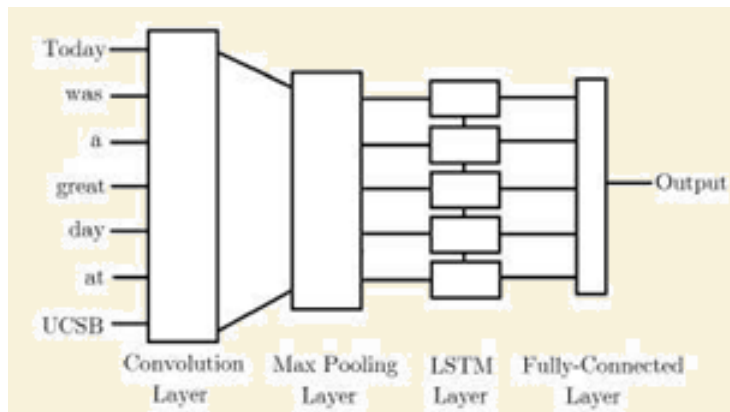 Today
was
a
great
day
at
UCSB
Output
Convolution
Layer
Max Pooling
Layer
LSTM
Layer
Fully-Connected
Layer